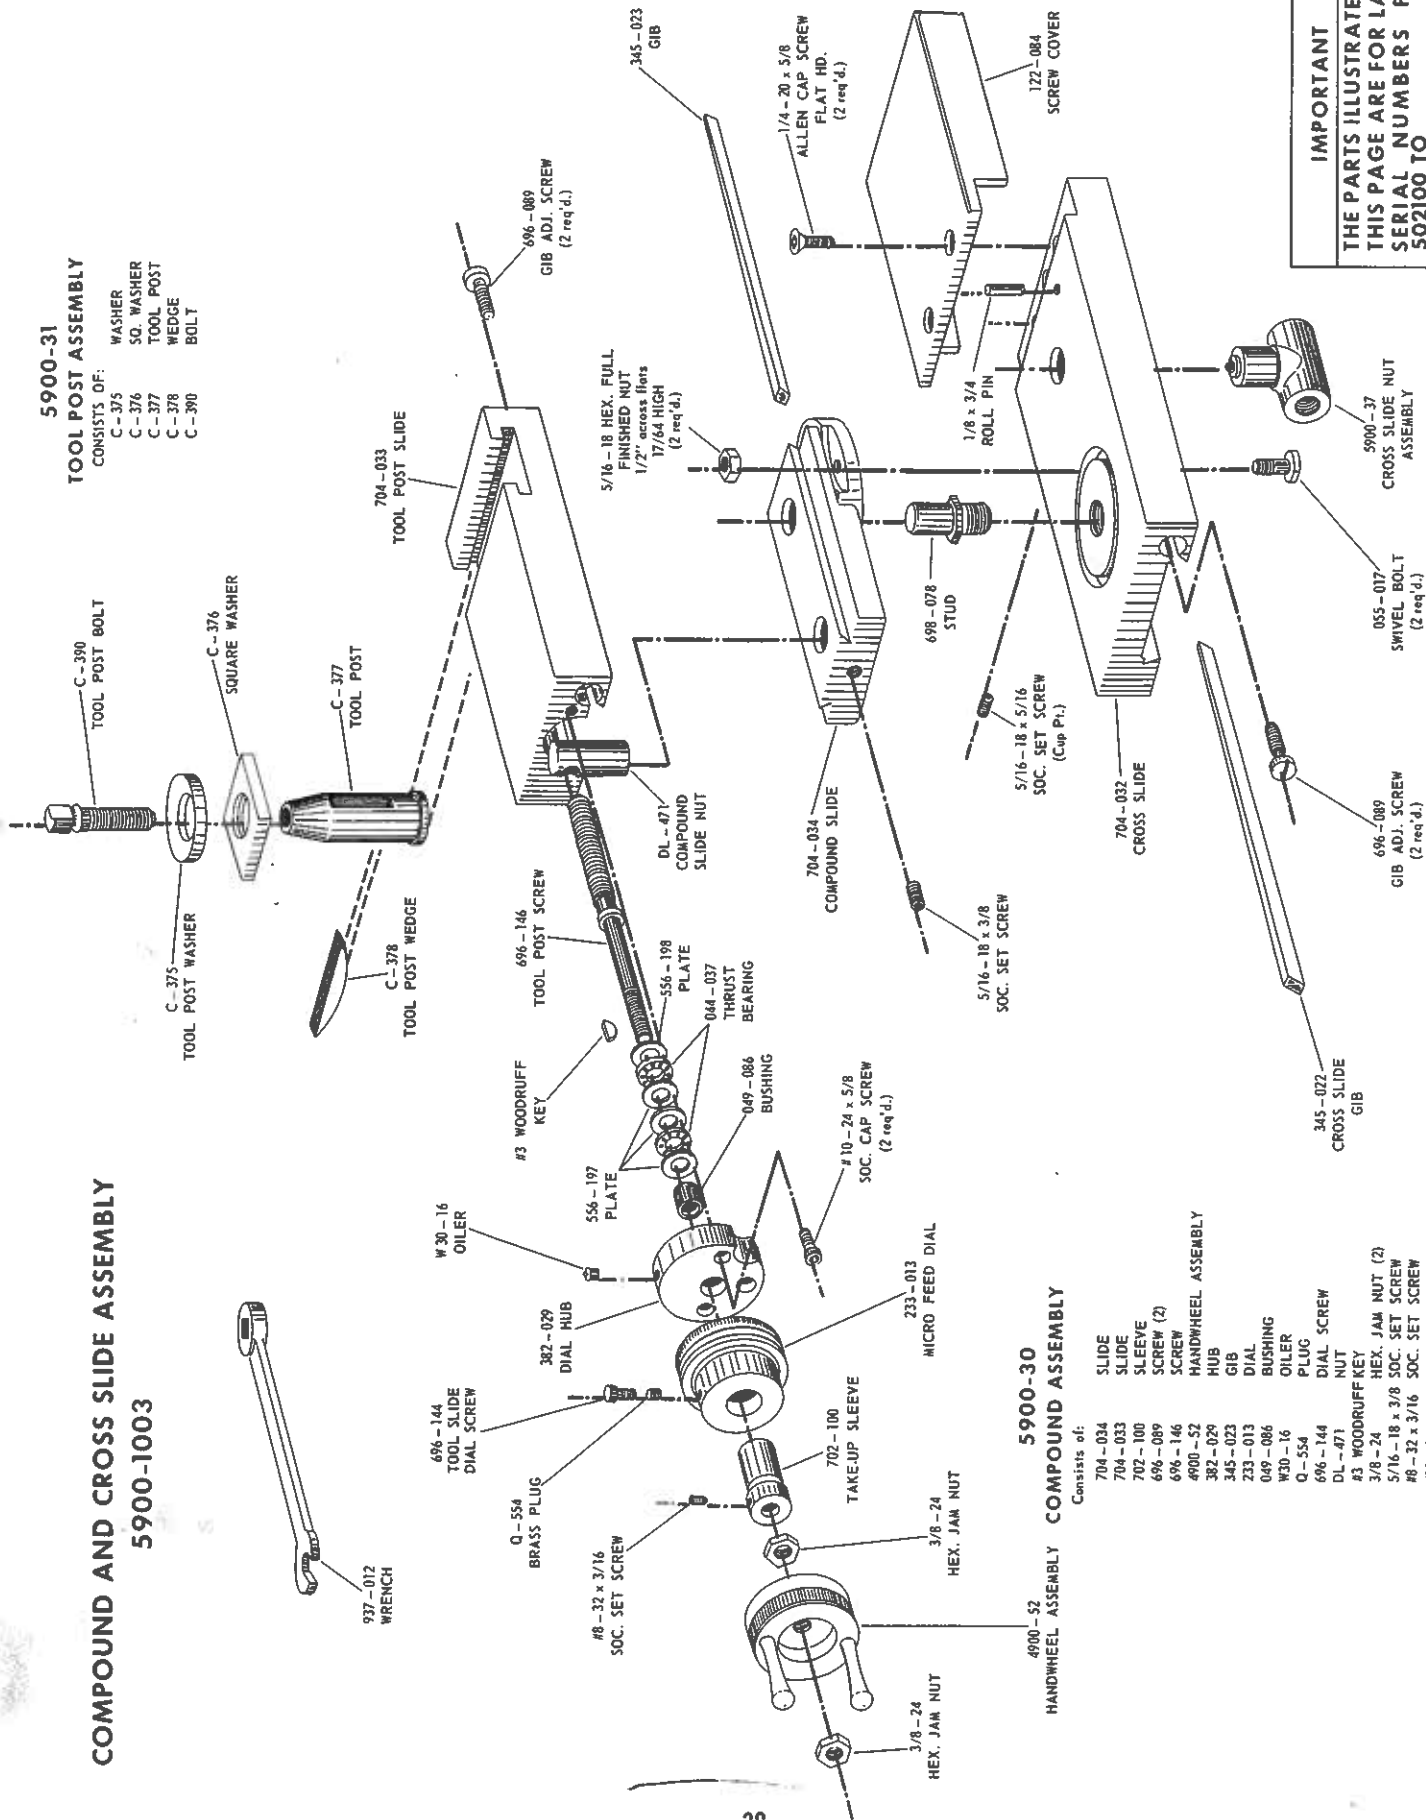 COMPOUND AND CROSS SLIDE ASSEMBLY
5900-1003
937-012
WRENCH
5900-31
TOOL POST ASSEMBLY
CONSISTS OF:
C-375 WASHER
C-376 SQ. WASHER
C-377 TOOL POST
C-378 WEDGE
C-390 BOLT
C-390
TOOL POST BOLT
C-376
SQUARE WASHER
C-375
TOOL POST WASHER
C-377
TOOL POST
C-378
TOOL POST WEDGE
704-033
TOOL POST SLIDE
696-089
GIB ADJ. SCREW
(2 req'd.)
345-023
GIB
696-146
TOOL POST SCREW
#3 WOODRUFF
KEY
DL-471
COMPOUND
SLIDE NUT
5/16-18 HEX. FULL
FINISHED NUT
1/2" across flats
17/64 HIGH
(2 req'd.)
1/4-20 x 5/8
ALLEN CAP SCREW
FLAT HD.
(2 req'd.)
W30-16
OILER
556-197
PLATE
556-198
PLATE
044-037
THRUST
BEARING
049-086
BUSHING
382-029
DIAL HUB
696-144
TOOL SLIDE
DIAL SCREW
Q-554
BRASS PLUG
#8-32 x 3/16
SOC. SET SCREW
#10-24 x 5/8
SOC. CAP SCREW
(2 req'd.)
233-013
MICRO FEED DIAL
702-100
TAKE-UP SLEEVE
3/8-24
HEX. JAM NUT
4900-52
HANDWHEEL ASSEMBLY
3/8-24
HEX. JAM NUT
704-034
COMPOUND SLIDE
5/16-18 x 3/8
SOC. SET SCREW
698-078
STUD
5/16-18 x 5/16
SOC. SET SCREW
(Cup Pt.)
1/8 x 3/4
ROLL PIN
122-084
SCREW COVER
704-032
CROSS SLIDE
345-022
CROSS SLIDE
GIB
696-089
GIB ADJ. SCREW
(2 req'd.)
055-017
SWIVEL BOLT
(2 req'd.)
5900-37
CROSS SLIDE NUT
ASSEMBLY
5900-30
COMPOUND ASSEMBLY
Consists of:
704-034 SLIDE
704-033 SLIDE
702-100 SLEEVE
696-089 SCREW (2)
696-146 SCREW
4900-52 HANDWHEEL ASSEMBLY
382-029 HUB
345-023 GIB
233-013 DIAL
049-086 BUSHING
W30-16 OILER
Q-554 PLUG
696-144 DIAL SCREW
DL-471 NUT
#3 WOODRUFF KEY
3/8-24 HEX. JAM NUT (2)
5/16-18 x 3/8 SOC. SET SCREW
#8-32 x 3/16 SOC. SET SCREW
IMPORTANT
THE PARTS ILLUSTRATE
THIS PAGE ARE FOR LA
SERIAL NUMBERS
502100 TO